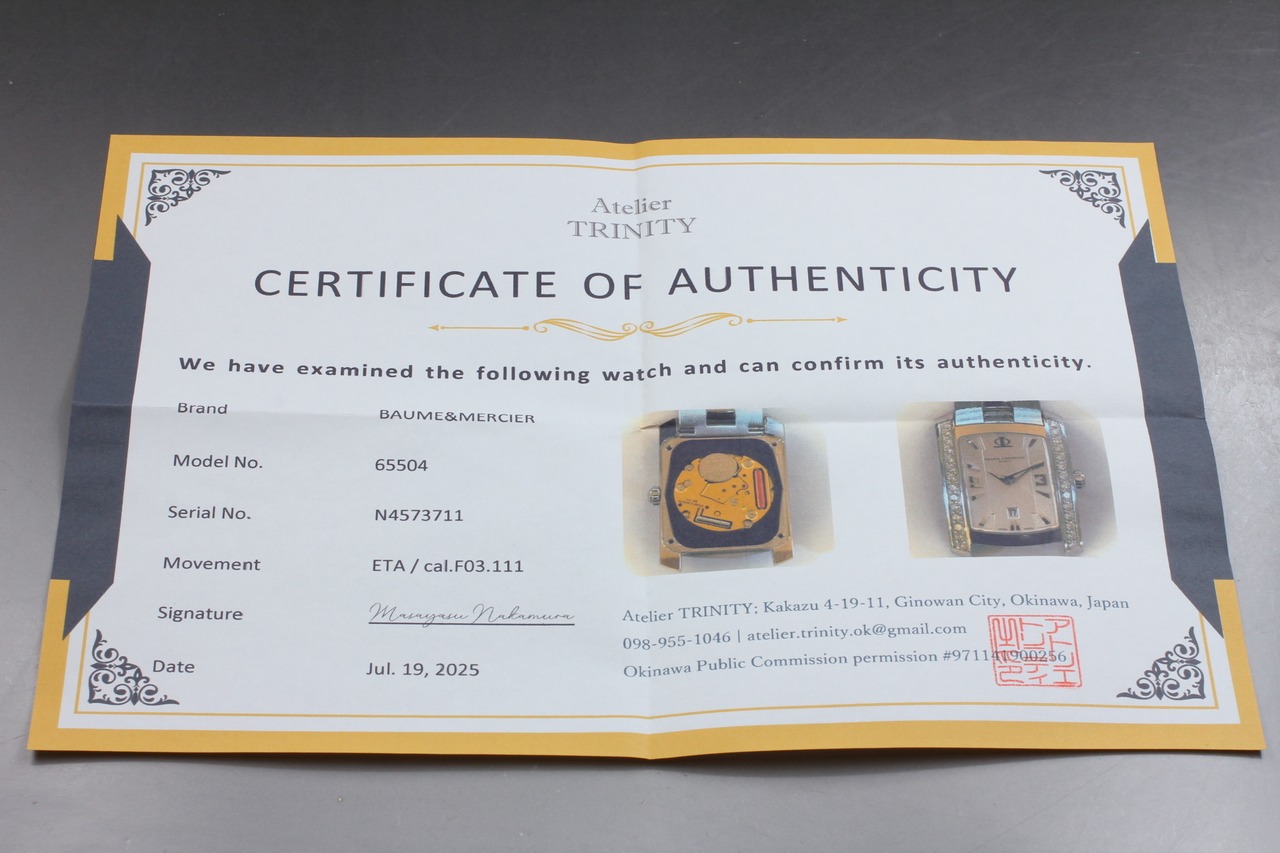 Atelier
TRINITY
CERTIFICATE OF AUTHENTICITY
We have examined the following watch and can confirm its authenticity.
Brand BAUME&MERCIER
Model No. 65504
Serial No. N4573711
Movement ETA / cal.F03.111
Signature Masayasu Nakamura
Date Jul. 19, 2025
Atelier TRINITY; Kakazu 4-19-11, Ginowan City, Okinawa, Japan
098-955-1046 | atelier.trinity.ok@gmail.com
Okinawa Public Commission permission #971141900256